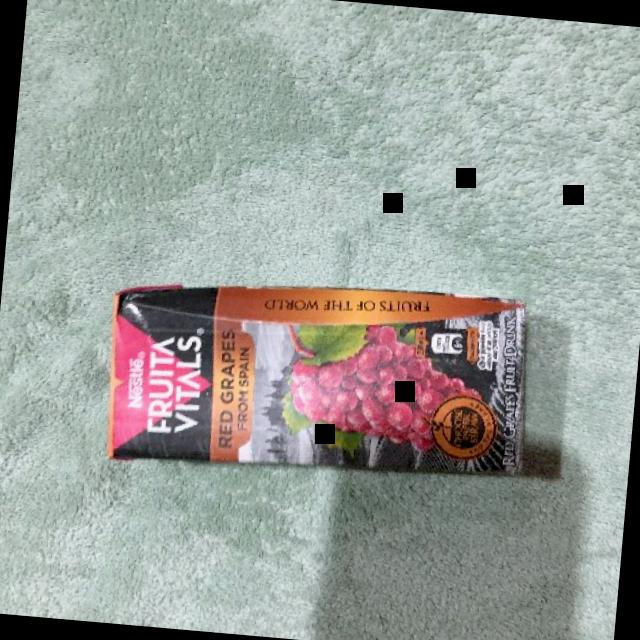 Nestlé®
FRUITA
VITALS®
RED GRAPES
FROM SPAIN
FRUITS OF THE WORLD
RED GRAPES FRUIT DRINK